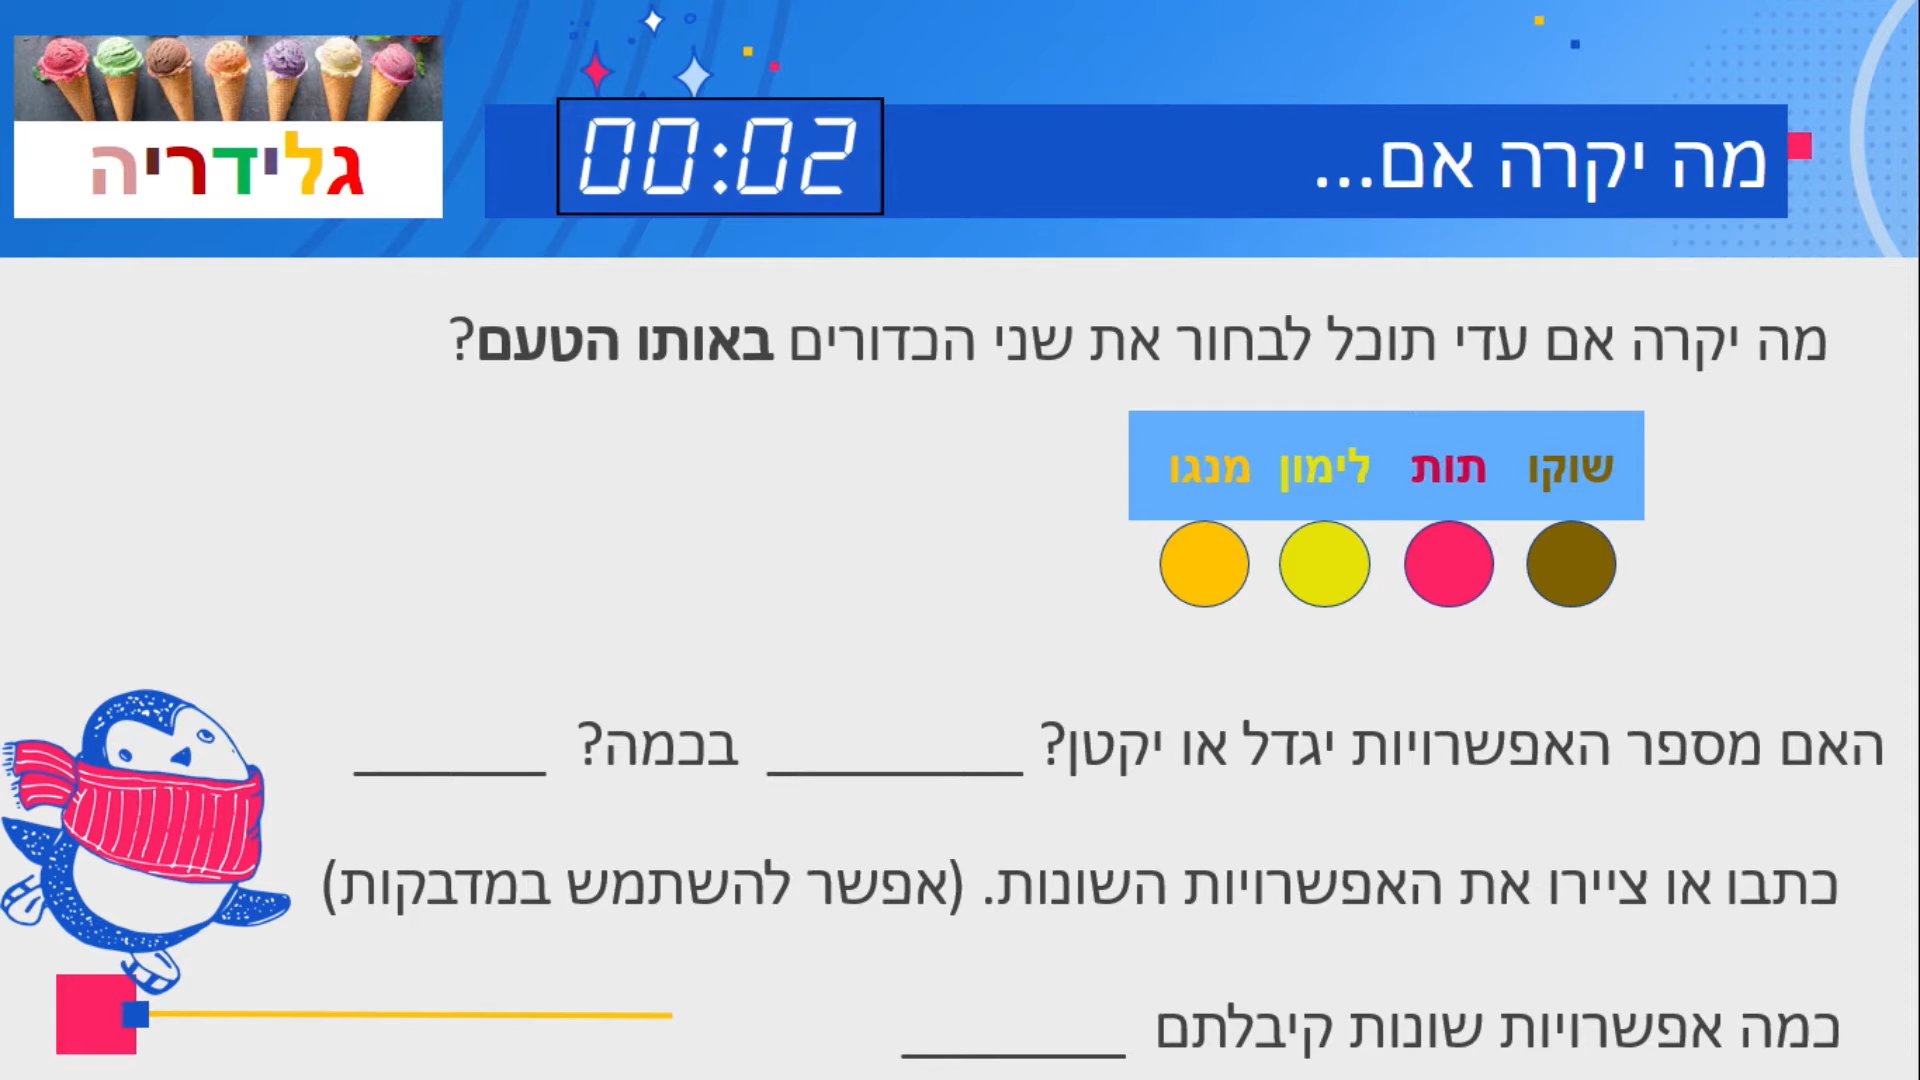 גלידריה
00:02
מה יקרה אם...
מה יקרה אם עדי תוכל לבחור את שני הכדורים באותו הטעם?
שוקו תות לימון מנגו
האם מספר האפשרויות יגדל או יקטן? __________ בכמה? ________
כתבו או ציירו את האפשרויות השונות. (אפשר להשתמש במדבקות)
כמה אפשרויות שונות קיבלתם _________